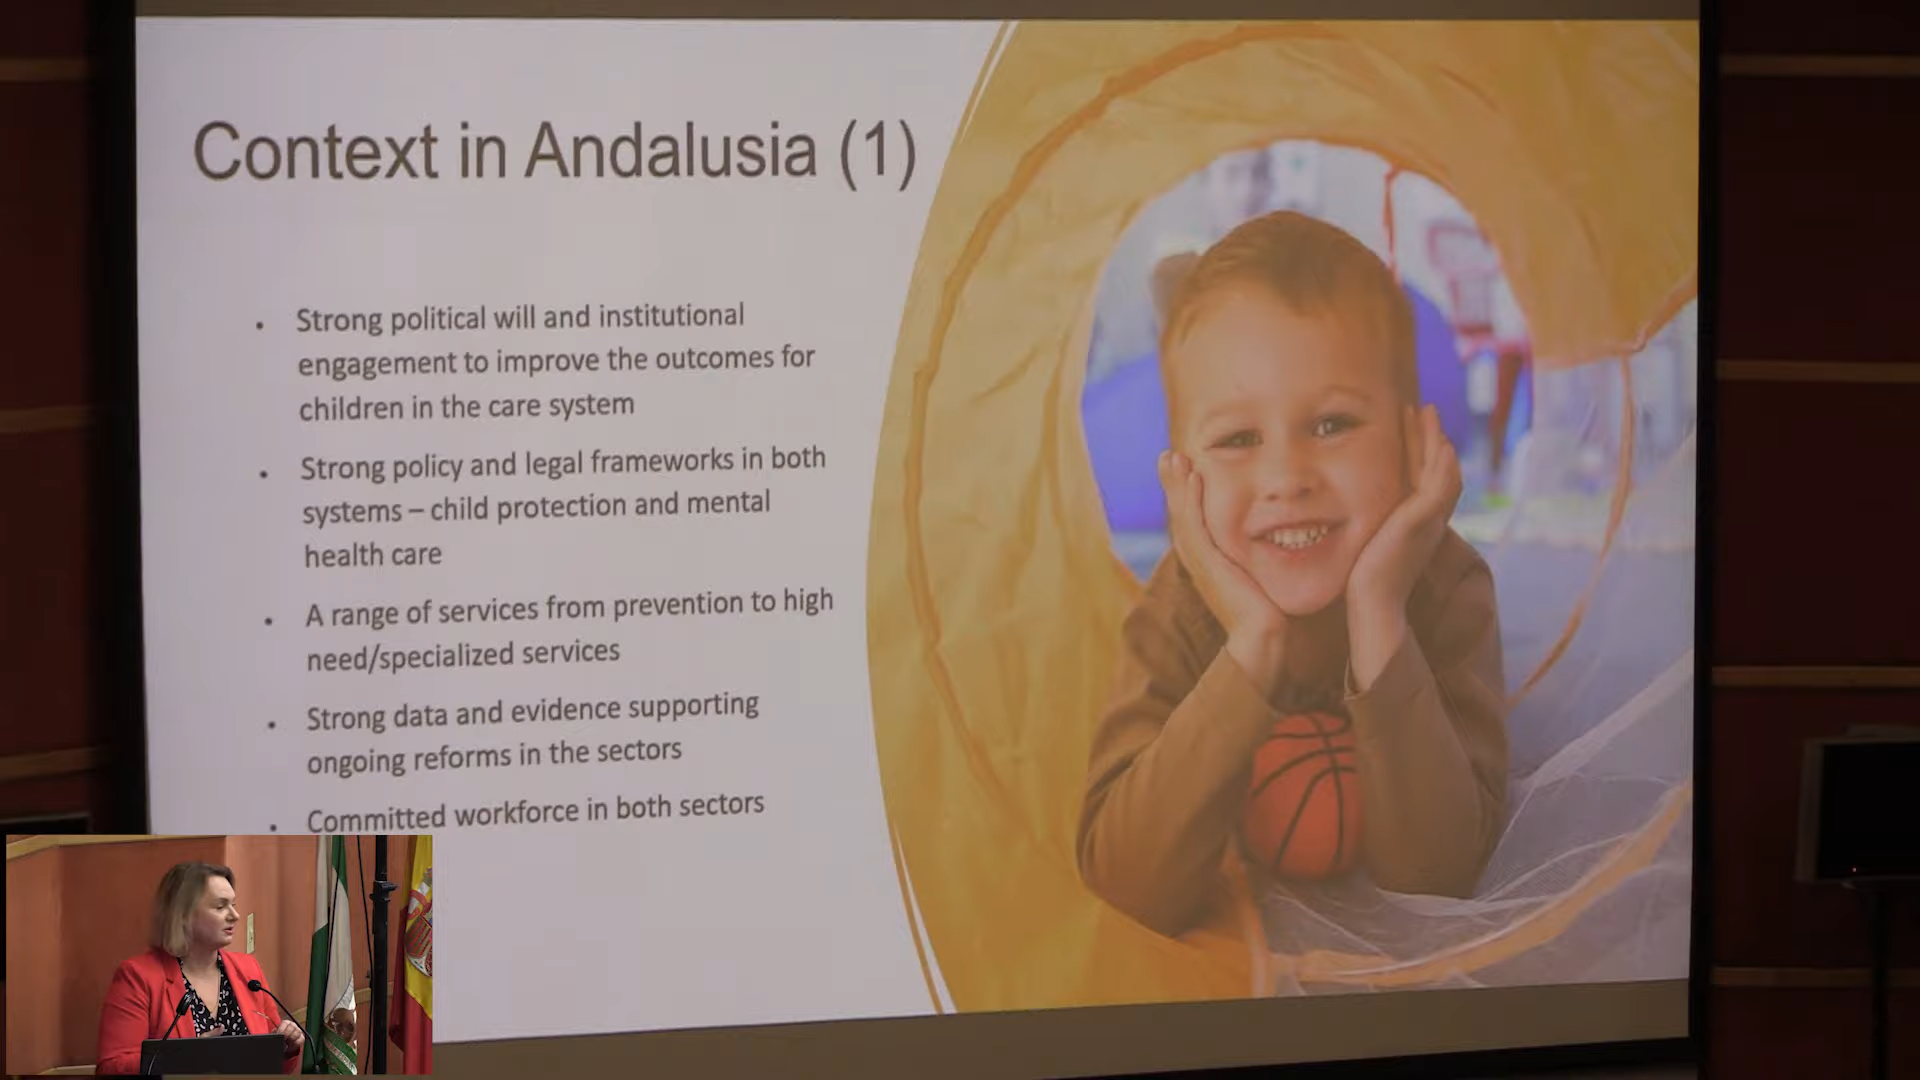 Context in Andalusia (1)
• Strong political will and institutional
engagement to improve the outcomes for
children in the care system
• Strong policy and legal frameworks in both
systems – child protection and mental
health care
• A range of services from prevention to high
need/specialized services
• Strong data and evidence supporting
ongoing reforms in the sectors
• Committed workforce in both sectors